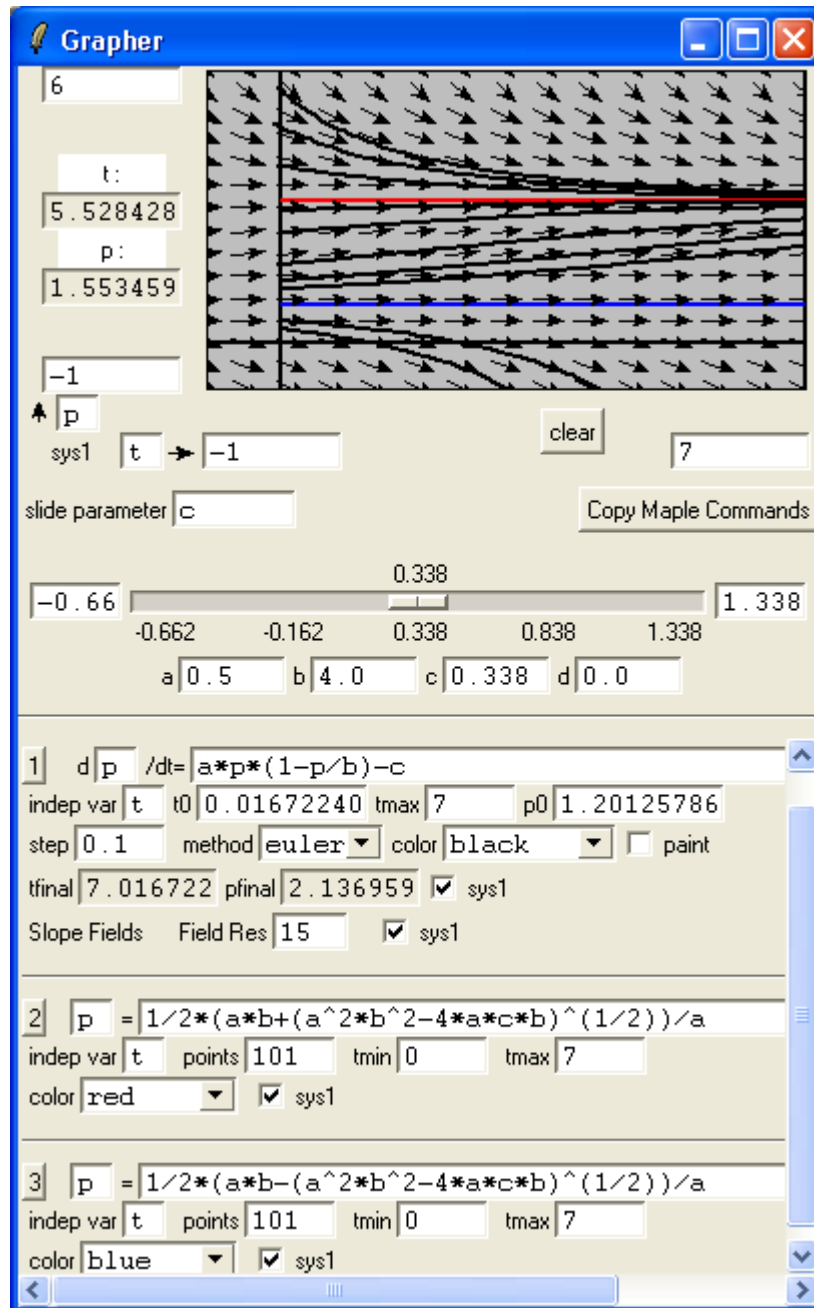 Grapher
6
t:
5.528428
p:
1.553459
-1
p
sys1 t -1 clear 7
slide parameter c Copy Maple Commands
0.338
-0.66 1.338
-0.662 -0.162 0.338 0.838 1.338
a 0.5 b 4.0 c 0.338 d 0.0
1 d p /dt= a*p*(1-p/b)-c
indep var t t0 0.01672240 tmax 7 p0 1.20125786
step 0.1 method euler color black paint
tfinal 7.016722 pfinal 2.136959 sys1
Slope Fields Field Res 15 sys1
2 p = 1/2*(a*b+(a^2*b^2-4*a*c*b)^(1/2))/a
indep var t points 101 tmin 0 tmax 7
color red sys1
3 p = 1/2*(a*b-(a^2*b^2-4*a*c*b)^(1/2))/a
indep var t points 101 tmin 0 tmax 7
color blue sys1